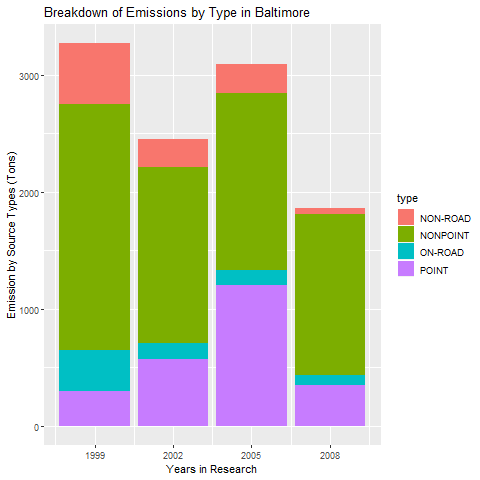 Breakdown of Emissions by Type in Baltimore
Emission by Source Types (Tons)
3000
2000
1000
0
1999 2002 2005 2008
Years in Research
type
NON-ROAD
NONPOINT
ON-ROAD
POINT